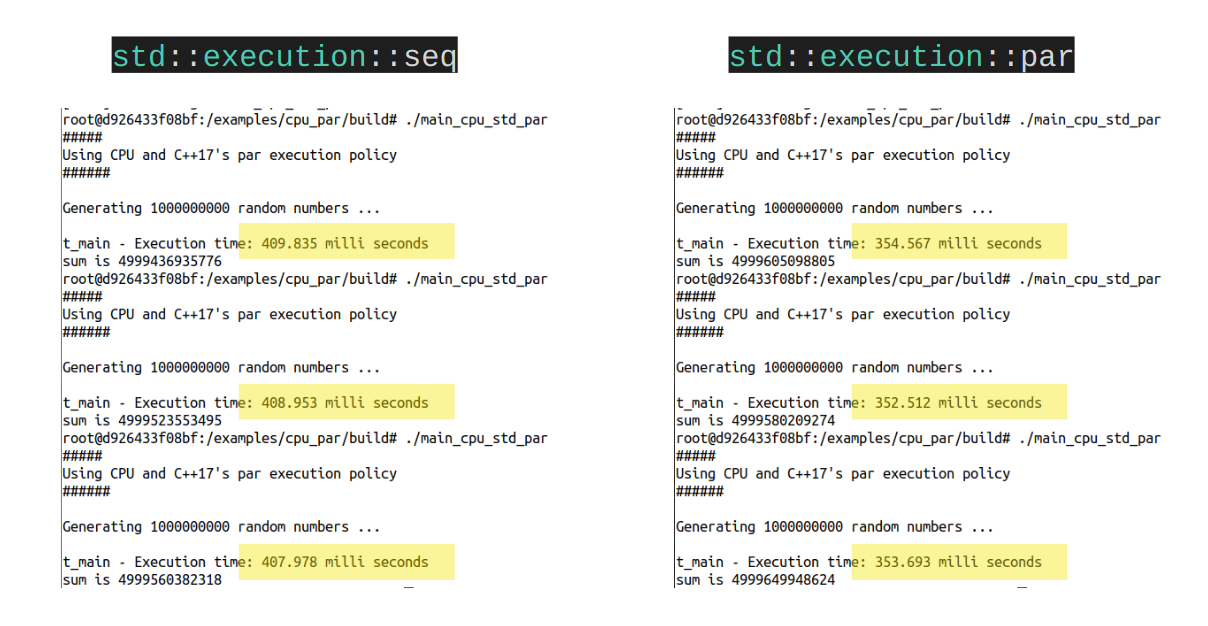 std::execution::seq
root@d926433f08bf:/examples/cpu_par/build# ./main_cpu_std_par
#####
Using CPU and C++17's par execution policy
######
Generating 1000000000 random numbers ...
t_main - Execution time: 409.835 milli seconds
sum is 4999436935776
root@d926433f08bf:/examples/cpu_par/build# ./main_cpu_std_par
#####
Using CPU and C++17's par execution policy
######
Generating 1000000000 random numbers ...
t_main - Execution time: 408.953 milli seconds
sum is 4999523553495
root@d926433f08bf:/examples/cpu_par/build# ./main_cpu_std_par
#####
Using CPU and C++17's par execution policy
######
Generating 1000000000 random numbers ...
t_main - Execution time: 407.978 milli seconds
sum is 4999560382318
std::execution::par
root@d926433f08bf:/examples/cpu_par/build# ./main_cpu_std_par
#####
Using CPU and C++17's par execution policy
######
Generating 1000000000 random numbers ...
t_main - Execution time: 354.567 milli seconds
sum is 4999605098805
root@d926433f08bf:/examples/cpu_par/build# ./main_cpu_std_par
#####
Using CPU and C++17's par execution policy
######
Generating 1000000000 random numbers ...
t_main - Execution time: 352.512 milli seconds
sum is 4999580209274
root@d926433f08bf:/examples/cpu_par/build# ./main_cpu_std_par
#####
Using CPU and C++17's par execution policy
######
Generating 1000000000 random numbers ...
t_main - Execution time: 353.693 milli seconds
sum is 4999649948624